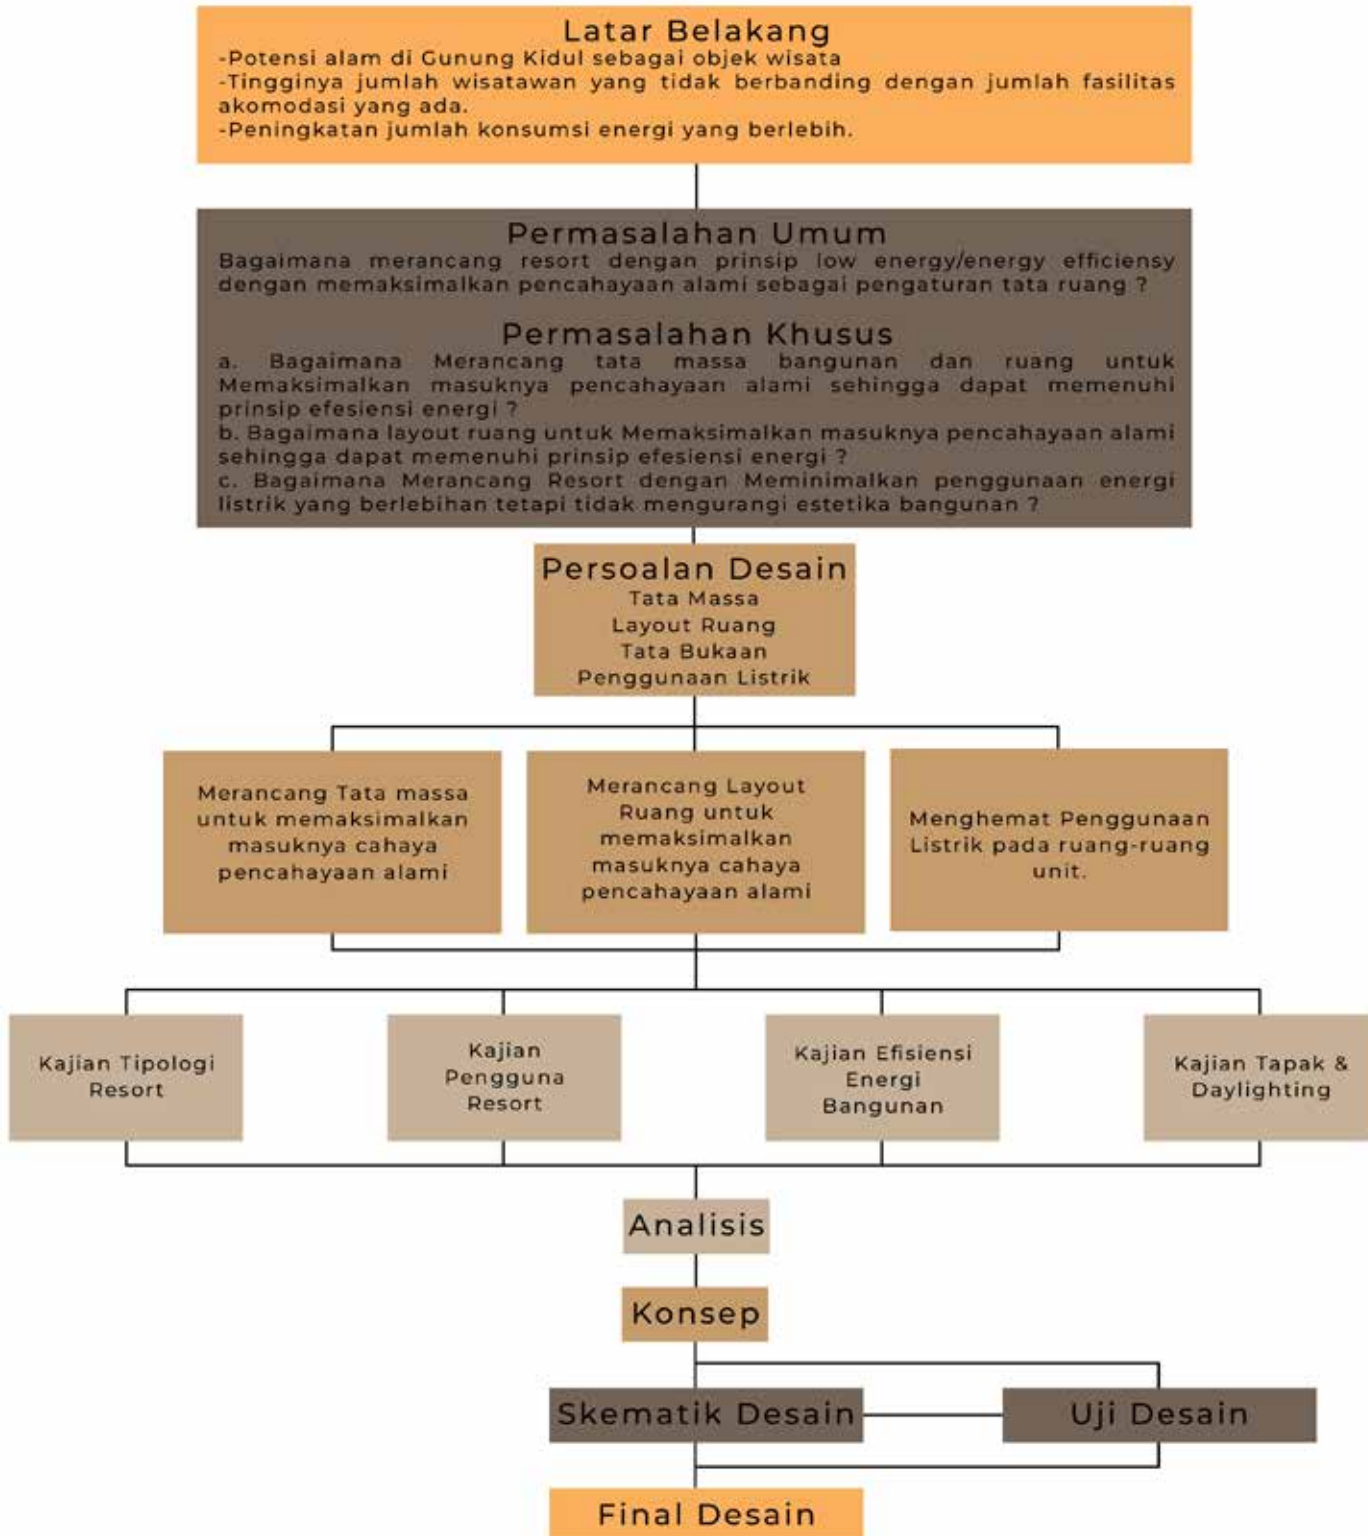 Latar Belakang
-Potensi alam di Gunung Kidul sebagai objek wisata
-Tingginya jumlah wisatawan yang tidak berbanding dengan jumlah fasilitas
akomodasi yang ada.
-Peningkatan jumlah konsumsi energi yang berlebih.
Permasalahan Umum
Bagaimana merancang resort dengan prinsip low energy/energy efficiensy
dengan memaksimalkan pencahayaan alami sebagai pengaturan tata ruang ?
Permasalahan Khusus
a. Bagaimana Merancang tata massa bangunan dan ruang untuk
Memaksimalkan masuknya pencahayaan alami sehingga dapat memenuhi
prinsip efesiensi energi ?
b. Bagaimana layout ruang untuk Memaksimalkan masuknya pencahayaan alami
sehingga dapat memenuhi prinsip efesiensi energi ?
c. Bagaimana Merancang Resort dengan Meminimalkan penggunaan energi
listrik yang berlebihan tetapi tidak mengurangi estetika bangunan ?
Persoalan Desain
Tata Massa
Layout Ruang
Tata Bukaan
Penggunaan Listrik
Merancang Tata massa
untuk memaksimalkan
masuknya cahaya
pencahayaan alami
Merancang Layout
Ruang untuk
memaksimalkan
masuknya cahaya
pencahayaan alami
Menghemat Penggunaan
Listrik pada ruang-ruang
unit.
Kajian Tipologi
Resort
Kajian
Pengguna
Resort
Kajian Efisiensi
Energi
Bangunan
Kajian Tapak &
Daylighting
Analisis
Konsep
Skematik Desain
Uji Desain
Final Desain